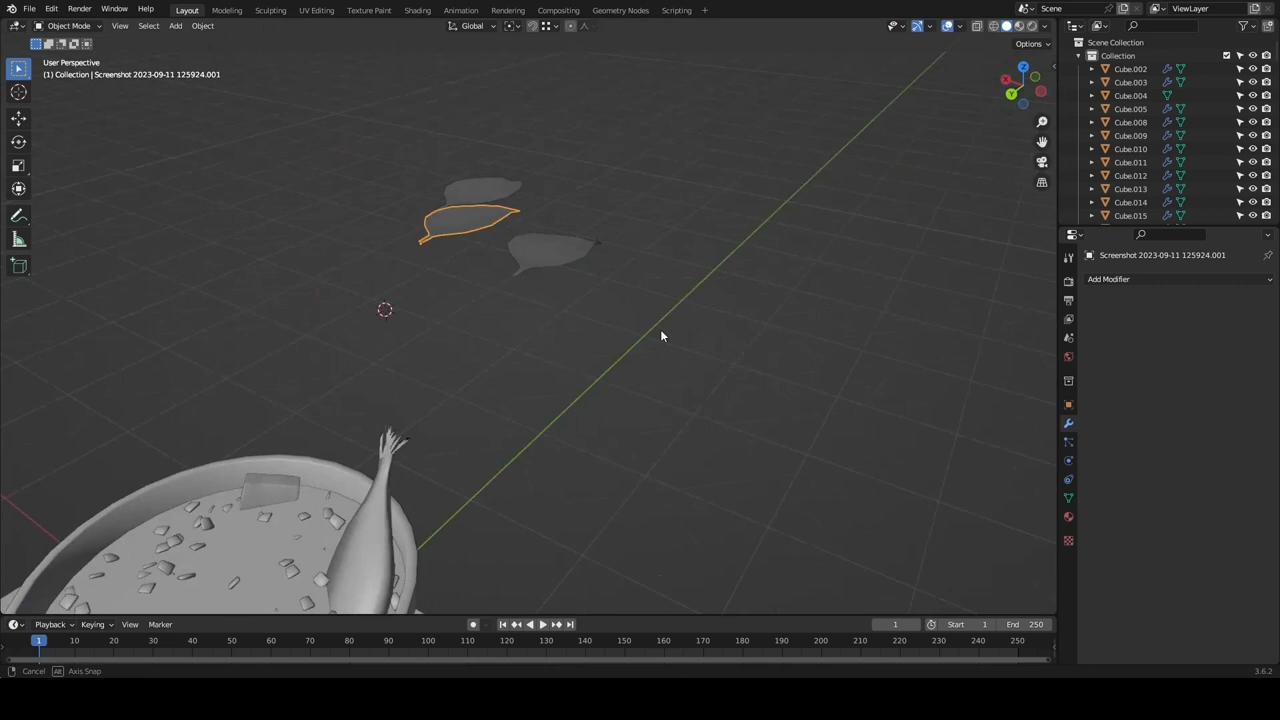 File Edit Render Window Help Layout Modeling Sculpting UV Editing Texture Paint Shading Animation Rendering Compositing Geometry Nodes Scripting + Scene ViewLayer
Object Mode View Select Add Object Global
Options
User Perspective
(1) Collection | Screenshot 2023-09-11 125924.001
X
Y
Z
Scene Collection
Collection
Cube.002
Cube.003
Cube.004
Cube.005
Cube.008
Cube.009
Cube.010
Cube.011
Cube.012
Cube.013
Cube.014
Cube.015
Screenshot 2023-09-11 125924.001
Add Modifier
Playback Keying View Marker 1 Start 1 End 250
1 10 20 30 40 50 60 70 80 90 100 110 120 130 140 150 160 170 180 190 200 210 220 230 240 250
Cancel Alt Axis Snap 3.6.2